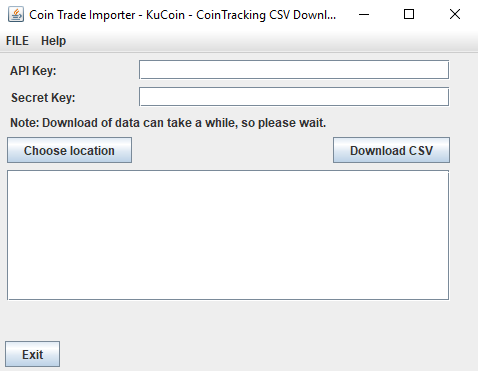 Coin Trade Importer - KuCoin - CoinTracking CSV Downl...
FILE Help
API Key:
Secret Key:
Note: Download of data can take a while, so please wait.
Choose location Download CSV
Exit